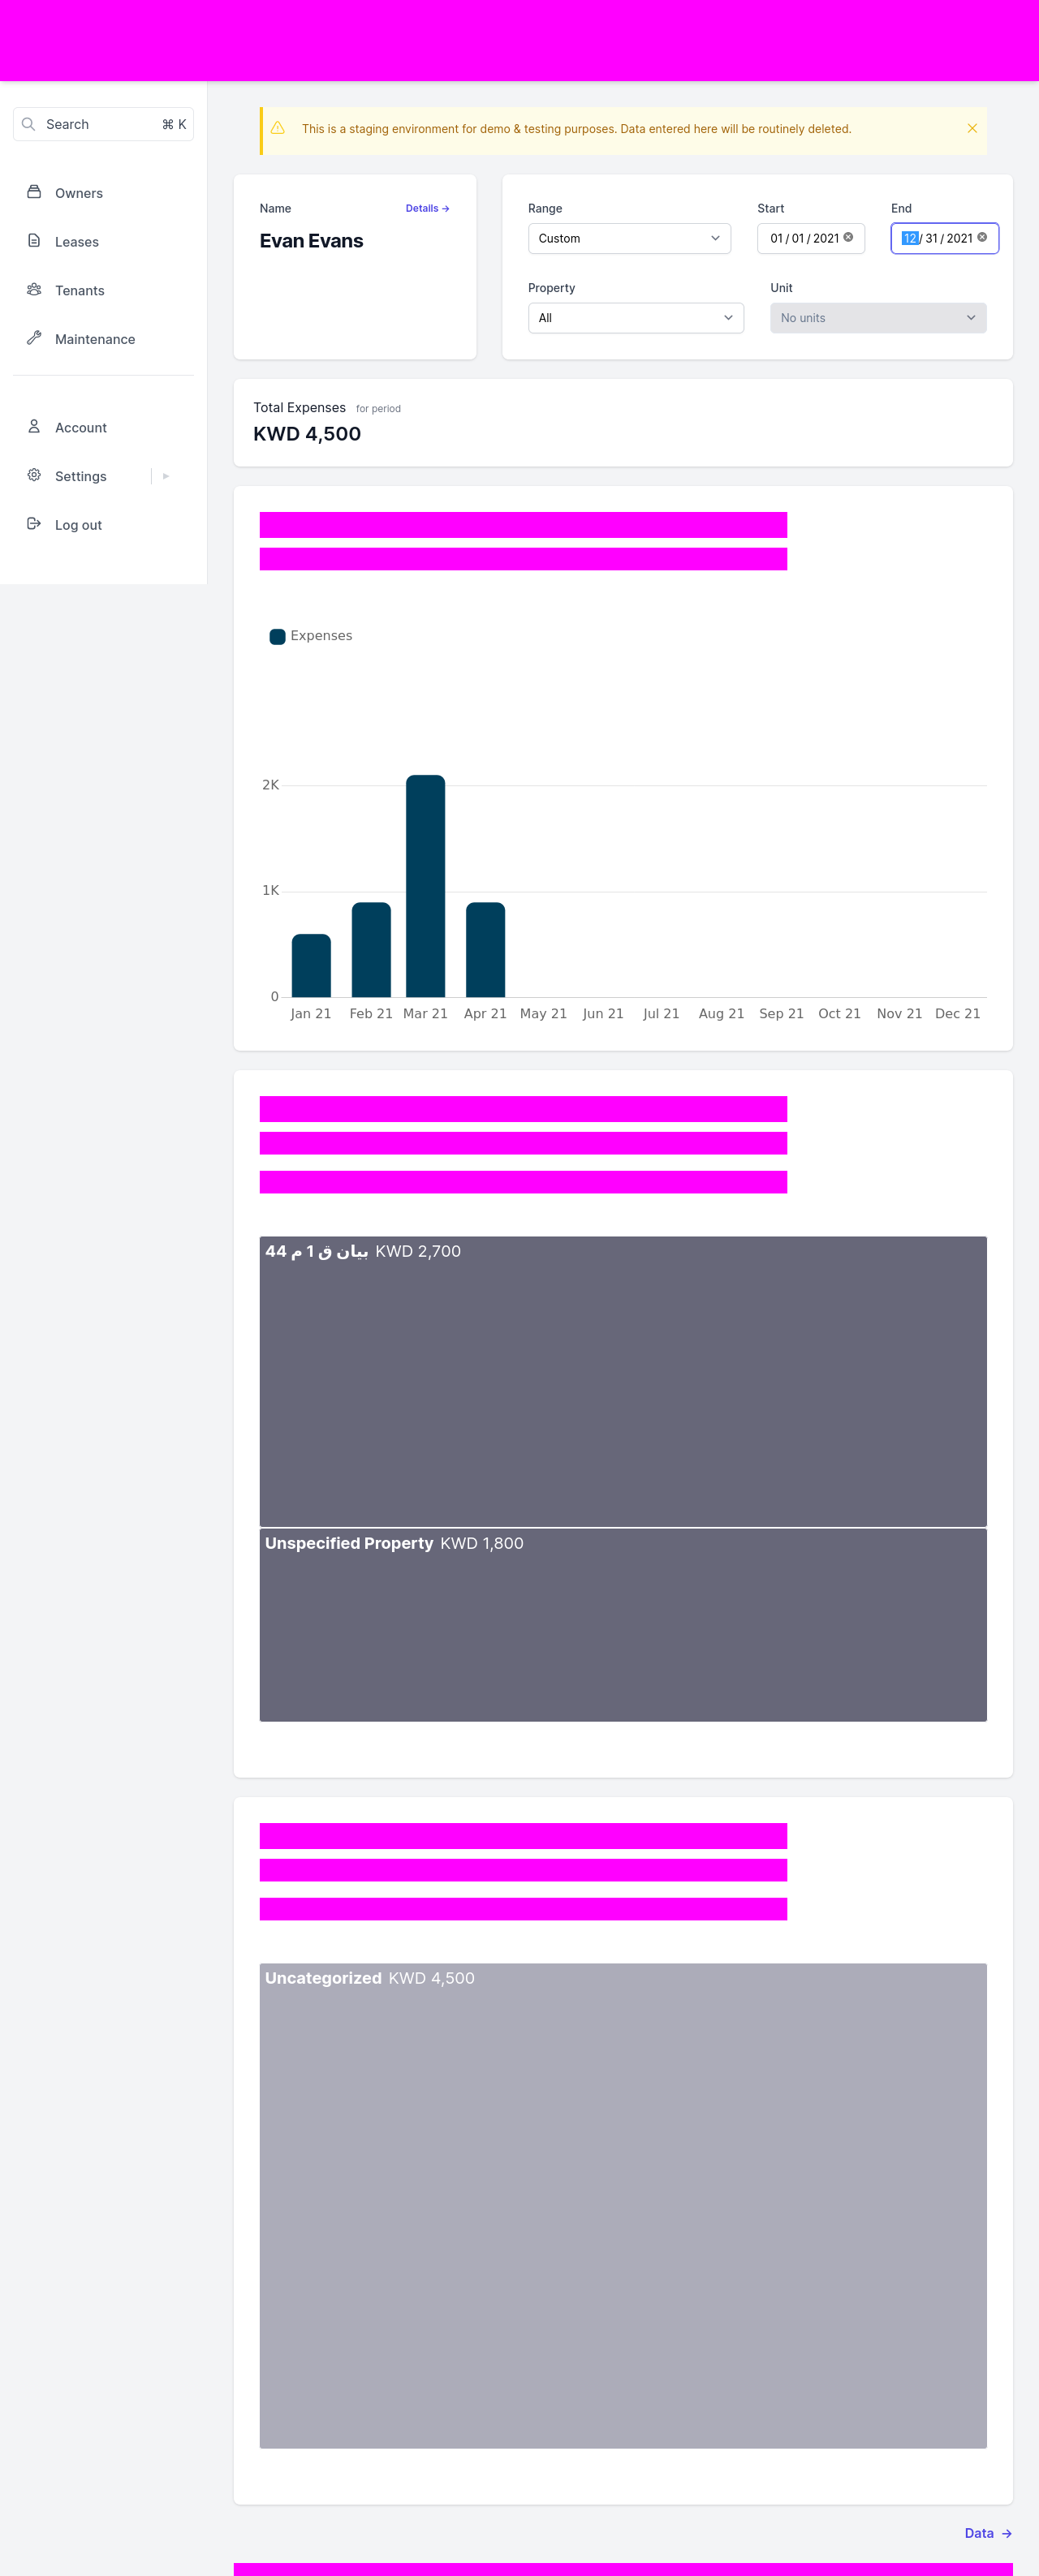 Search ⌘ K
Owners
Leases
Tenants
Maintenance
Account
Settings
Log out
This is a staging environment for demo & testing purposes. Data entered here will be routinely deleted.
Name Details →
Evan Evans
Range Start End
Custom 01 / 01 / 2021 12 / 31 / 2021
Property Unit
All No units
Total Expenses for period
KWD 4,500
Expenses
2K
1K
0
Jan 21 Feb 21 Mar 21 Apr 21 May 21 Jun 21 Jul 21 Aug 21 Sep 21 Oct 21 Nov 21 Dec 21
بيان ق 1 م 44 KWD 2,700
Unspecified Property KWD 1,800
Uncategorized KWD 4,500
Data →